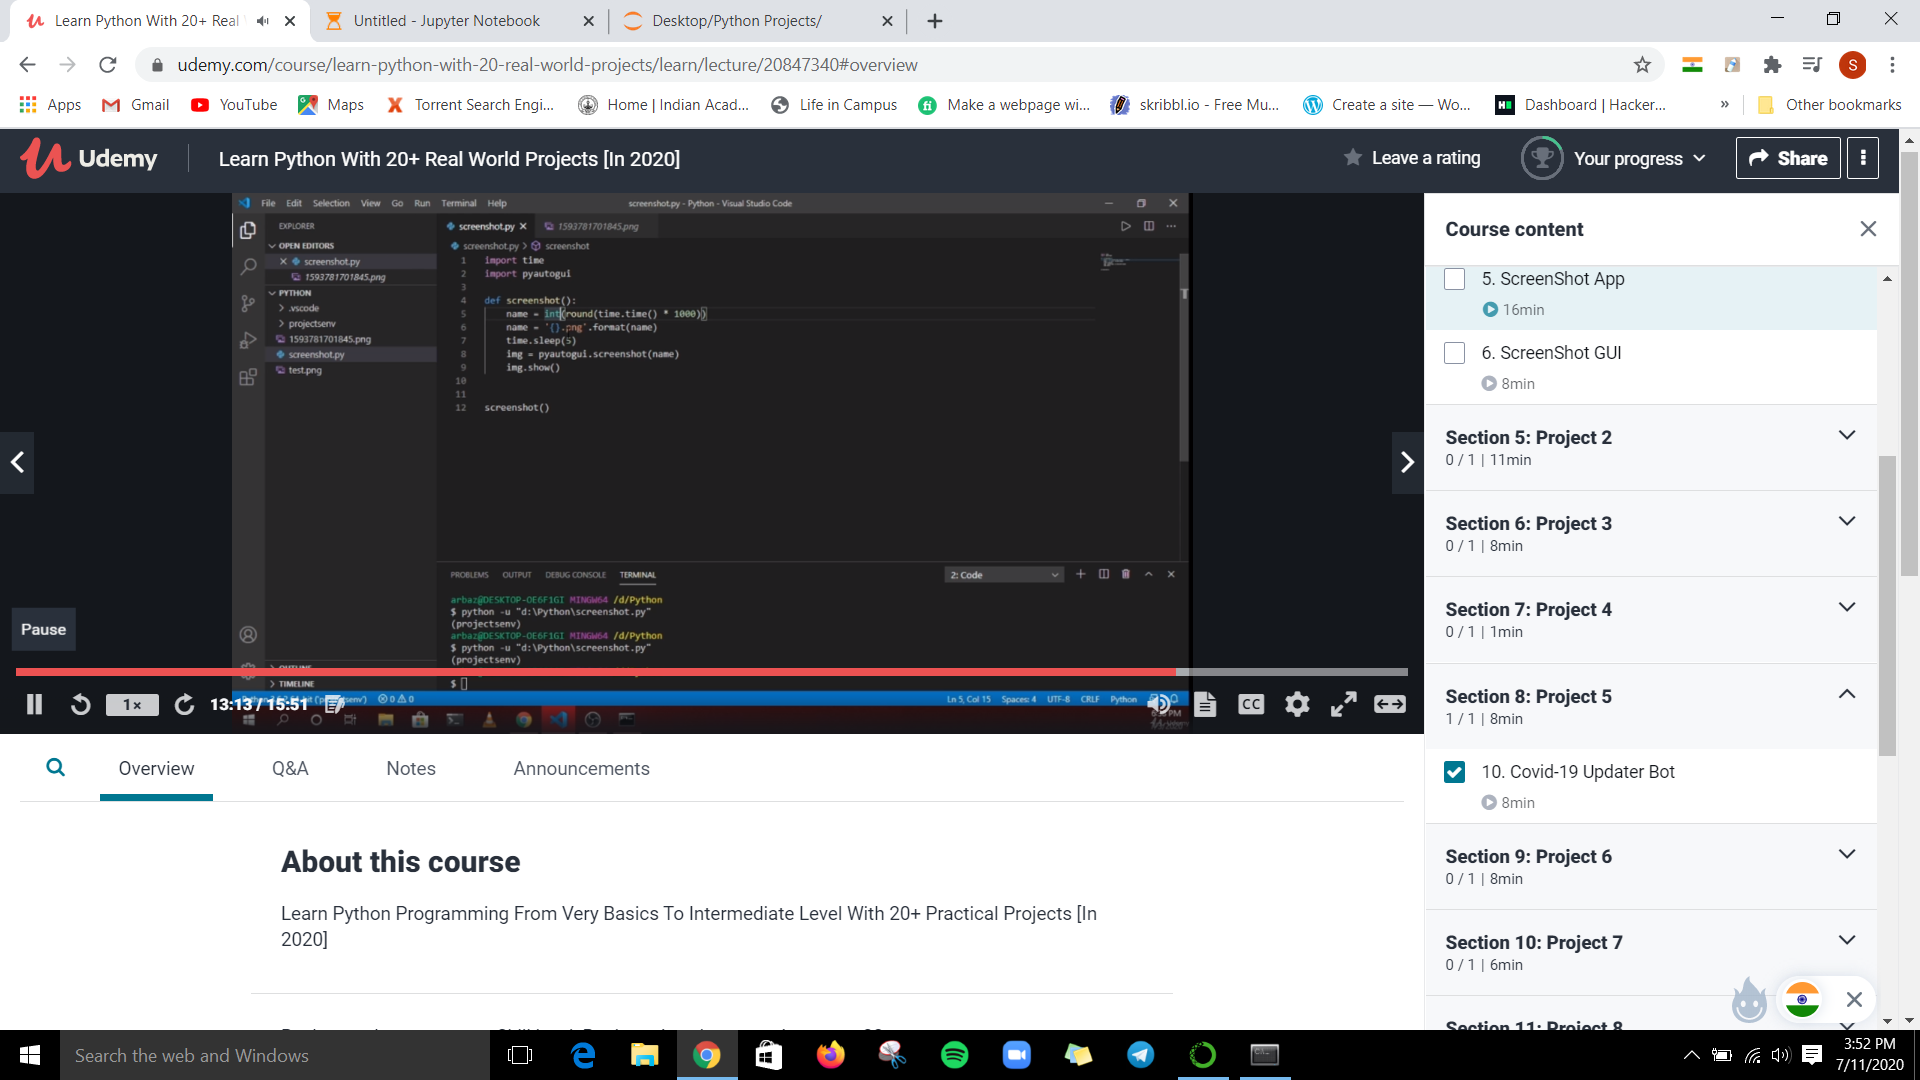 Learn Python With 20+ Real
Untitled - Jupyter Notebook
Desktop/Python Projects/
udemy.com/course/learn-python-with-20-real-world-projects/learn/lecture/20847340#overview
S
Apps
Gmail
YouTube
Maps
Torrent Search Engi...
Home | Indian Acad...
Life in Campus
Make a webpage wi...
skribbl.io - Free Mu...
Create a site — Wo...
Dashboard | Hacker...
»
Other bookmarks
Udemy
Learn Python With 20+ Real World Projects [In 2020]
Leave a rating
Your progress
Share
File Edit Selection View Go Run Terminal Help
screenshot.py - Python - Visual Studio Code
EXPLORER
OPEN EDITORS
screenshot.py
1593781701845.png
PYTHON
.vscode
projectsenv
1593781701845.png
screenshot.py
test.png
OUTLINE
TIMELINE
screenshot.py
1593781701845.png
screenshot.py > screenshot
1 import time
2 import pyautogui
3
4 def screenshot():
5 name = int(round(time.time() * 1000))
6 name = '{}.png'.format(name)
7 time.sleep(5)
8 img = pyautogui.screenshot(name)
9 img.show()
10
11
12 screenshot()
PROBLEMS OUTPUT DEBUG CONSOLE TERMINAL
2: Code
arbaz@DESKTOP-OE6F1GI MINGW64 /d/Python
$ python -u "d:\Python\screenshot.py"
(projectsenv)
arbaz@DESKTOP-OE6F1GI MINGW64 /d/Python
$ python -u "d:\Python\screenshot.py"
(projectsenv)
$
Ln 5, Col 15 Spaces: 4 UTF-8 CRLF Python
Pause
1×
13:13 / 15:51
CC
Course content
5. ScreenShot App
16min
6. ScreenShot GUI
8min
Section 5: Project 2
0 / 1 | 11min
Section 6: Project 3
0 / 1 | 8min
Section 7: Project 4
0 / 1 | 1min
Section 8: Project 5
1 / 1 | 8min
10. Covid-19 Updater Bot
8min
Section 9: Project 6
0 / 1 | 8min
Section 10: Project 7
0 / 1 | 6min
Section 11: Project 8
Overview
Q&A
Notes
Announcements
About this course
Learn Python Programming From Very Basics To Intermediate Level With 20+ Practical Projects [In
2020]
Search the web and Windows
3:52 PM
7/11/2020